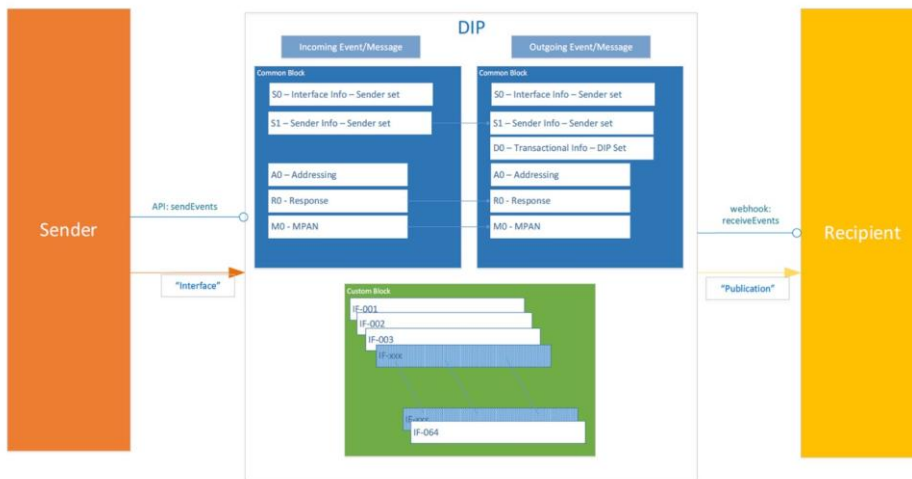 DIP
Incoming Event/Message
Outgoing Event/Message
Common Block
S0 – Interface Info – Sender set
S1 – Sender Info – Sender set
A0 – Addressing
R0 - Response
M0 - MPAN
Common Block
S0 – Interface Info – Sender set
S1 – Sender Info – Sender set
D0 – Transactional Info – DIP Set
A0 – Addressing
R0 - Response
M0 - MPAN
Sender
API: sendEvents
"Interface"
webhook:
receiveEvents
"Publication"
Recipient
Custom Block
IF-001
IF-002
IF-003
IF-xxx
IF-xxx
IF-064